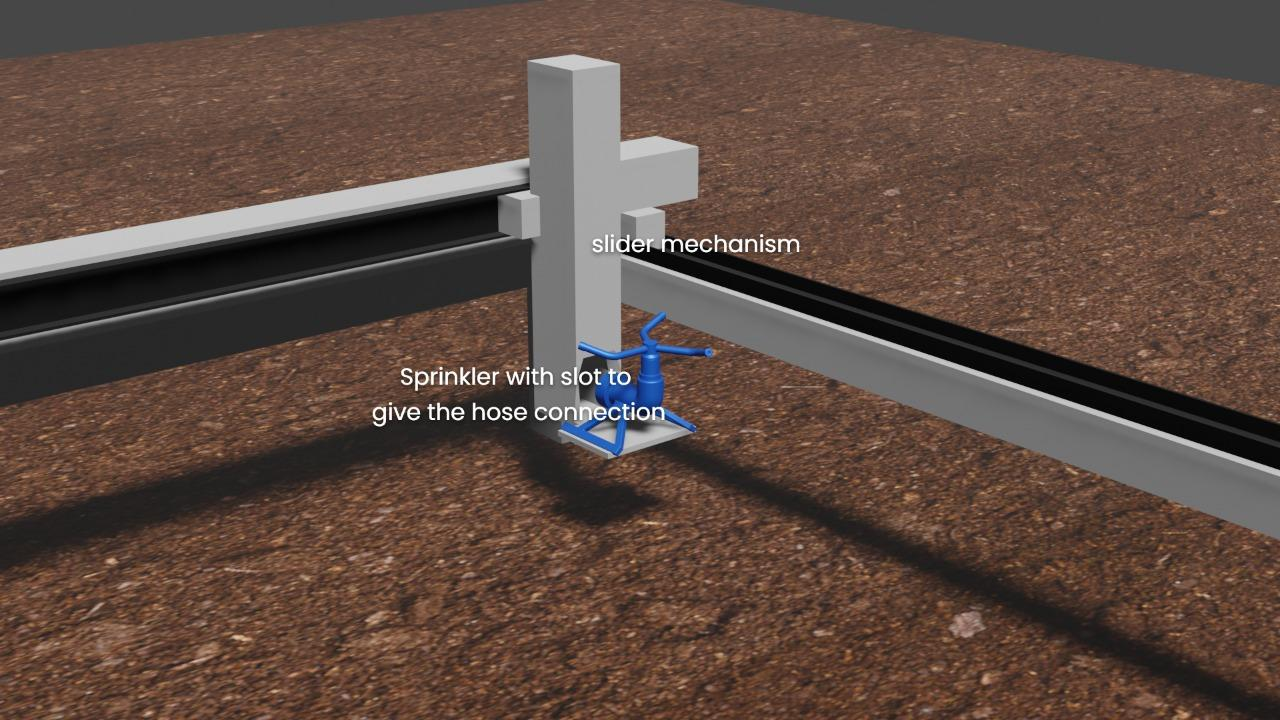 slider mechanism
Sprinkler with slot to
give the hose connection